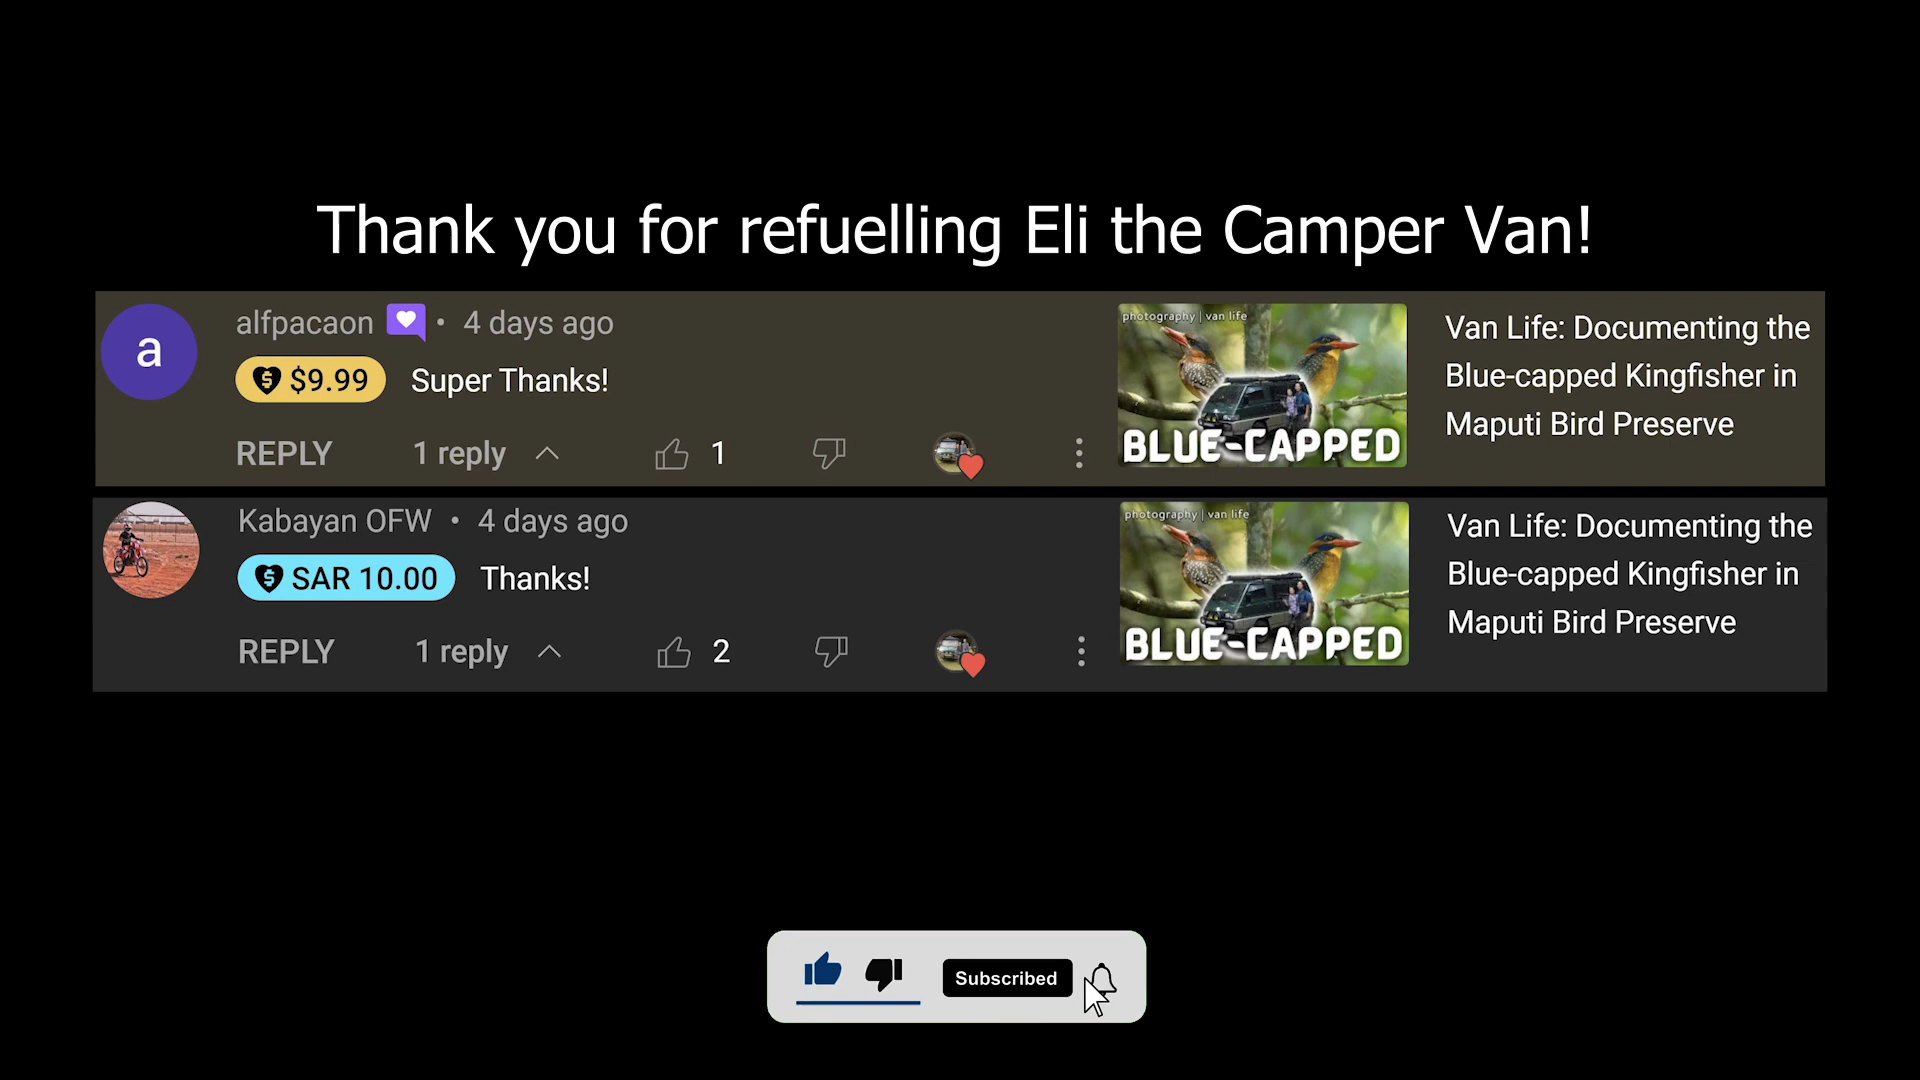 Thank you for refuelling Eli the Camper Van!
a
alfpacaon • 4 days ago
$9.99 Super Thanks!
REPLY 1 reply 1
photography | van life
BLUE-CAPPED
Van Life: Documenting the
Blue-capped Kingfisher in
Maputi Bird Preserve
Kabayan OFW • 4 days ago
SAR 10.00 Thanks!
REPLY 1 reply 2
photography | van life
BLUE-CAPPED
Van Life: Documenting the
Blue-capped Kingfisher in
Maputi Bird Preserve
Subscribed